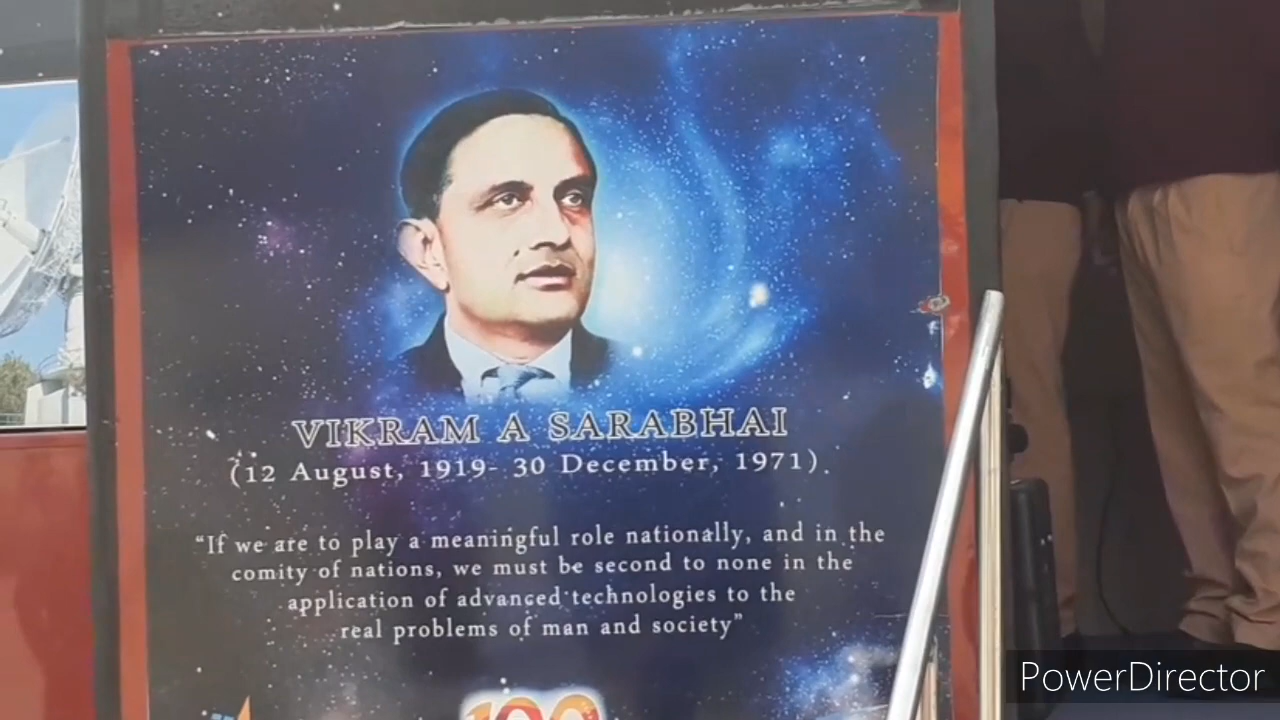 VIKRAM A SARABHAI
(12 August, 1919- 30 December, 1971).
“If we are to play a meaningful role nationally, and in the
comity of nations, we must be second to none in the
application of advanced technologies to the
real problems of man and society”
100
PowerDirector